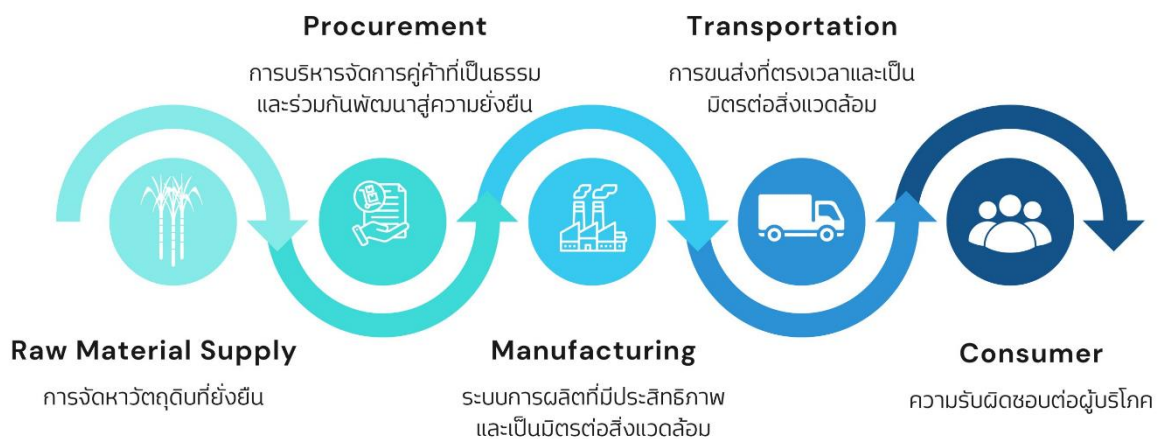 Procurement
การบริหารจัดการคู่ค้าที่เป็นธรรม
และร่วมกันพัฒนาสู่ความยั่งยืน
Transportation
การขนส่งที่ตรงเวลาและเป็น
มิตรต่อสิ่งแวดล้อม
Raw Material Supply
การจัดหาวัตถุดิบที่ยั่งยืน
Manufacturing
ระบบการผลิตที่มีประสิทธิภาพ
และเป็นมิตรต่อสิ่งแวดล้อม
Consumer
ความรับผิดชอบต่อผู้บริโภค